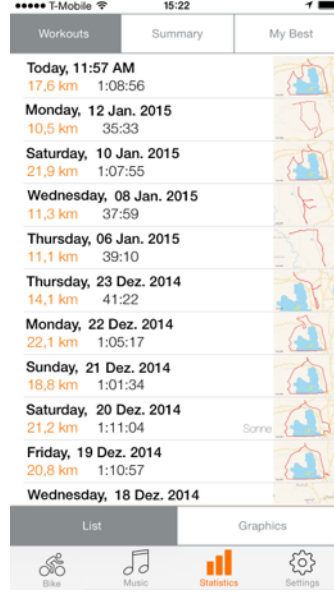 T-Mobile 15:22
Workouts Summary My Best
Today, 11:57 AM
17,6 km 1:08:56
Monday, 12 Jan. 2015
10,5 km 35:33
Saturday, 10 Jan. 2015
21,9 km 1:07:55
Wednesday, 08 Jan. 2015
11,3 km 37:59
Thursday, 06 Jan. 2015
11,1 km 39:10
Thursday, 23 Dez. 2014
14,1 km 41:22
Monday, 22 Dez. 2014
22,1 km 1:05:17
Sunday, 21 Dez. 2014
18,8 km 1:01:34
Saturday, 20 Dez. 2014
21,2 km 1:11:04 Sonne
Friday, 19 Dez. 2014
20,8 km 1:10:57
Wednesday, 18 Dez. 2014
List Graphics
Bike Music Statistics Settings